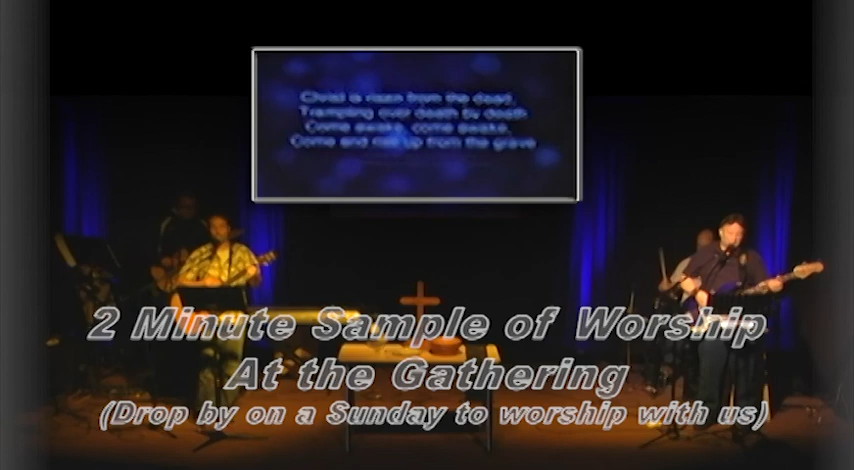 Christ is risen from the dead,
Trampling over death by death
Come awake, come awake,
Come and rise up from the grave
2 Minute Sample of Worship
At the Gathering
(Drop by on a Sunday to worship with us)